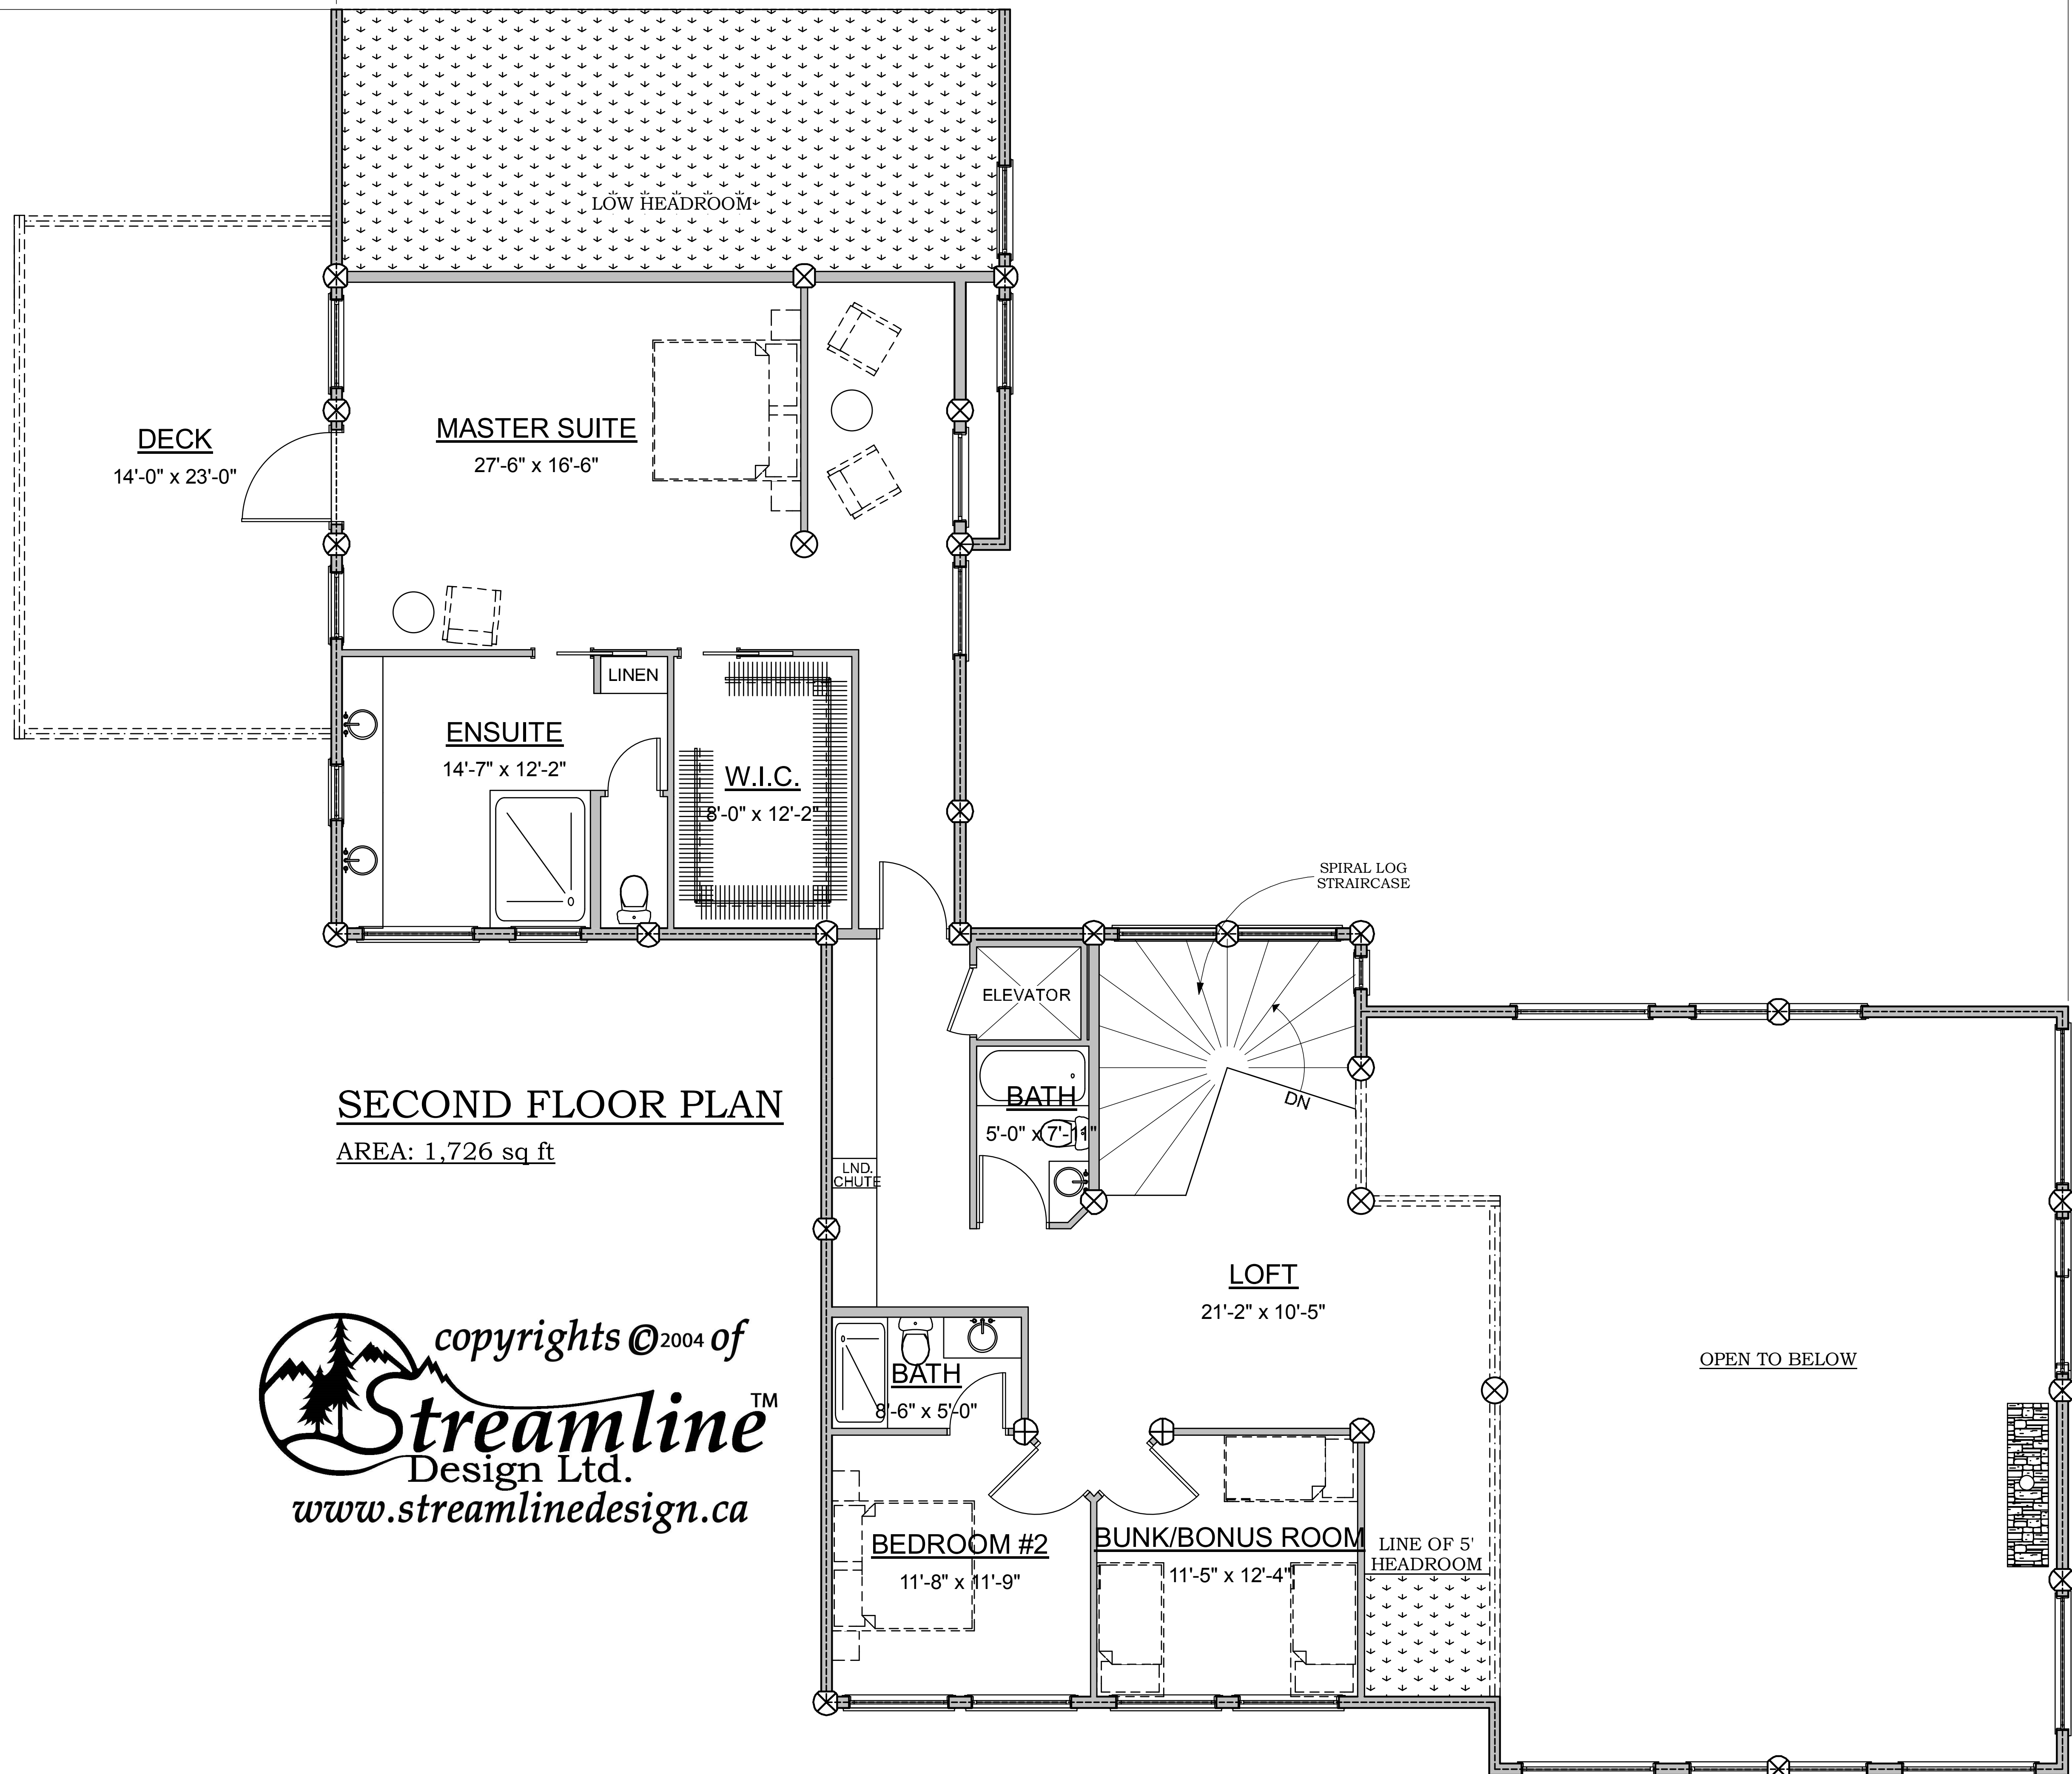 LOW HEADROOM
DECK
14'-0" x 23'-0"
MASTER SUITE
27'-6" x 16'-6"
LINEN
ENSUITE
14'-7" x 12'-2"
W.I.C.
8'-0" x 12'-2"
SPIRAL LOG
STRAIRCASE
ELEVATOR
BATH
5'-0" x 7'-11"
DN
SECOND FLOOR PLAN
AREA: 1,726 sq ft
LND.
CHUTE
LOFT
21'-2" x 10'-5"
OPEN TO BELOW
BATH
8'-6" x 5'-0"
copyrights © 2004 of
Streamline™
Design Ltd.
www.streamlinedesign.ca
BEDROOM #2
11'-8" x 11'-9"
BUNK/BONUS ROOM
11'-5" x 12'-4"
LINE OF 5'
HEADROOM